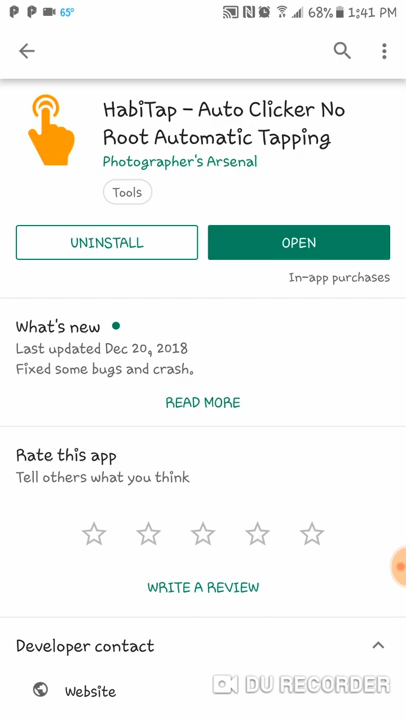 65° 68% 1:41 PM
HabiTap - Auto Clicker No
Root Automatic Tapping
Photographer's Arsenal
Tools
UNINSTALL
OPEN
In-app purchases
What's new
Last updated Dec 20, 2018
Fixed some bugs and crash.
READ MORE
Rate this app
Tell others what you think
WRITE A REVIEW
Developer contact
Website
DU RECORDER